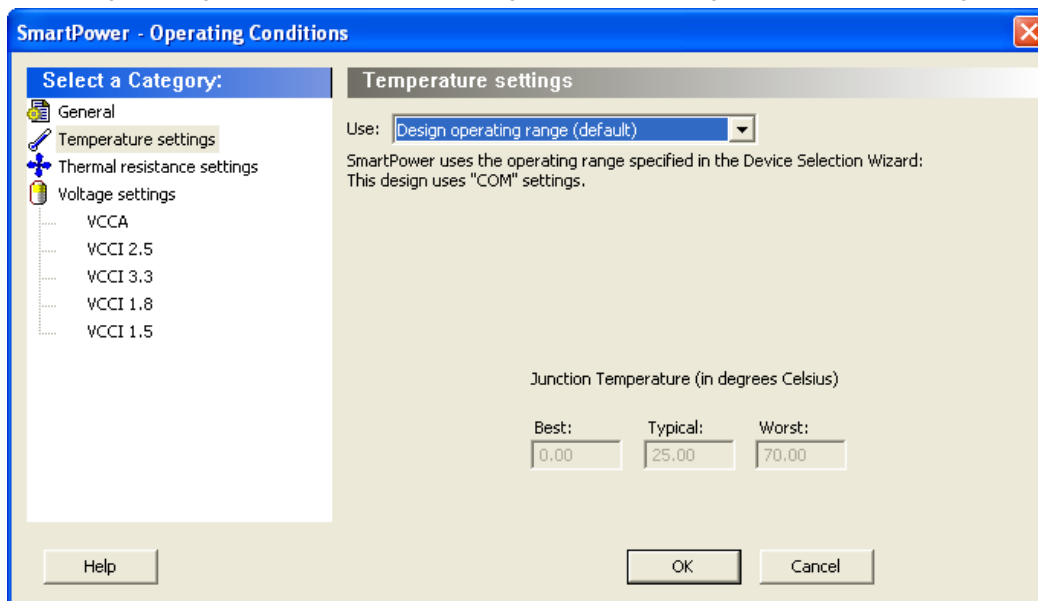 SmartPower - Operating Conditions
Select a Category:
General
Temperature settings
Thermal resistance settings
Voltage settings
VCCA
VCCI 2.5
VCCI 3.3
VCCI 1.8
VCCI 1.5
Temperature settings
Use: Design operating range (default)
SmartPower uses the operating range specified in the Device Selection Wizard:
This design uses "COM" settings.
Junction Temperature (in degrees Celsius)
Best: Typical: Worst:
0.00 25.00 70.00
Help OK Cancel